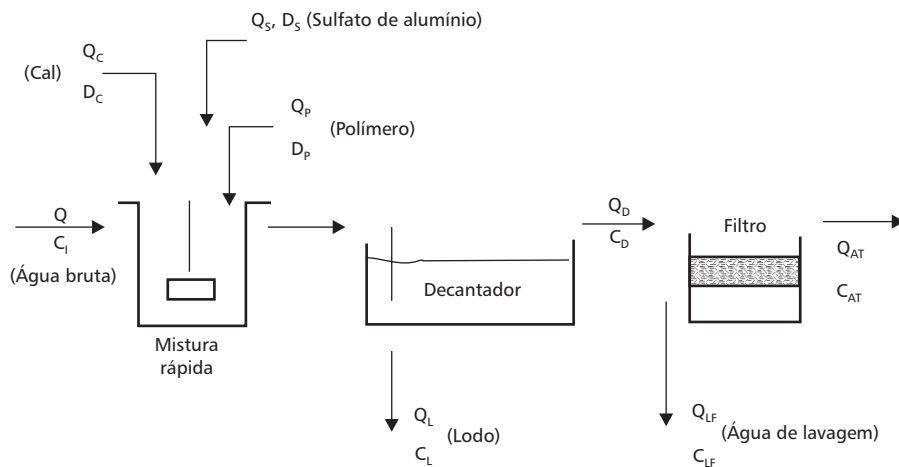 Q_S, D_S (Sulfato de alumínio)
Q_C
(Cal)
D_C
Q_P
(Polímero)
D_P
Q
C_I
(Água bruta)
Mistura
rápida
Decantador
Q_L
(Lodo)
C_L
Q_D
C_D
Filtro
Q_AT
C_AT
Q_LF
(Água de lavagem)
C_LF